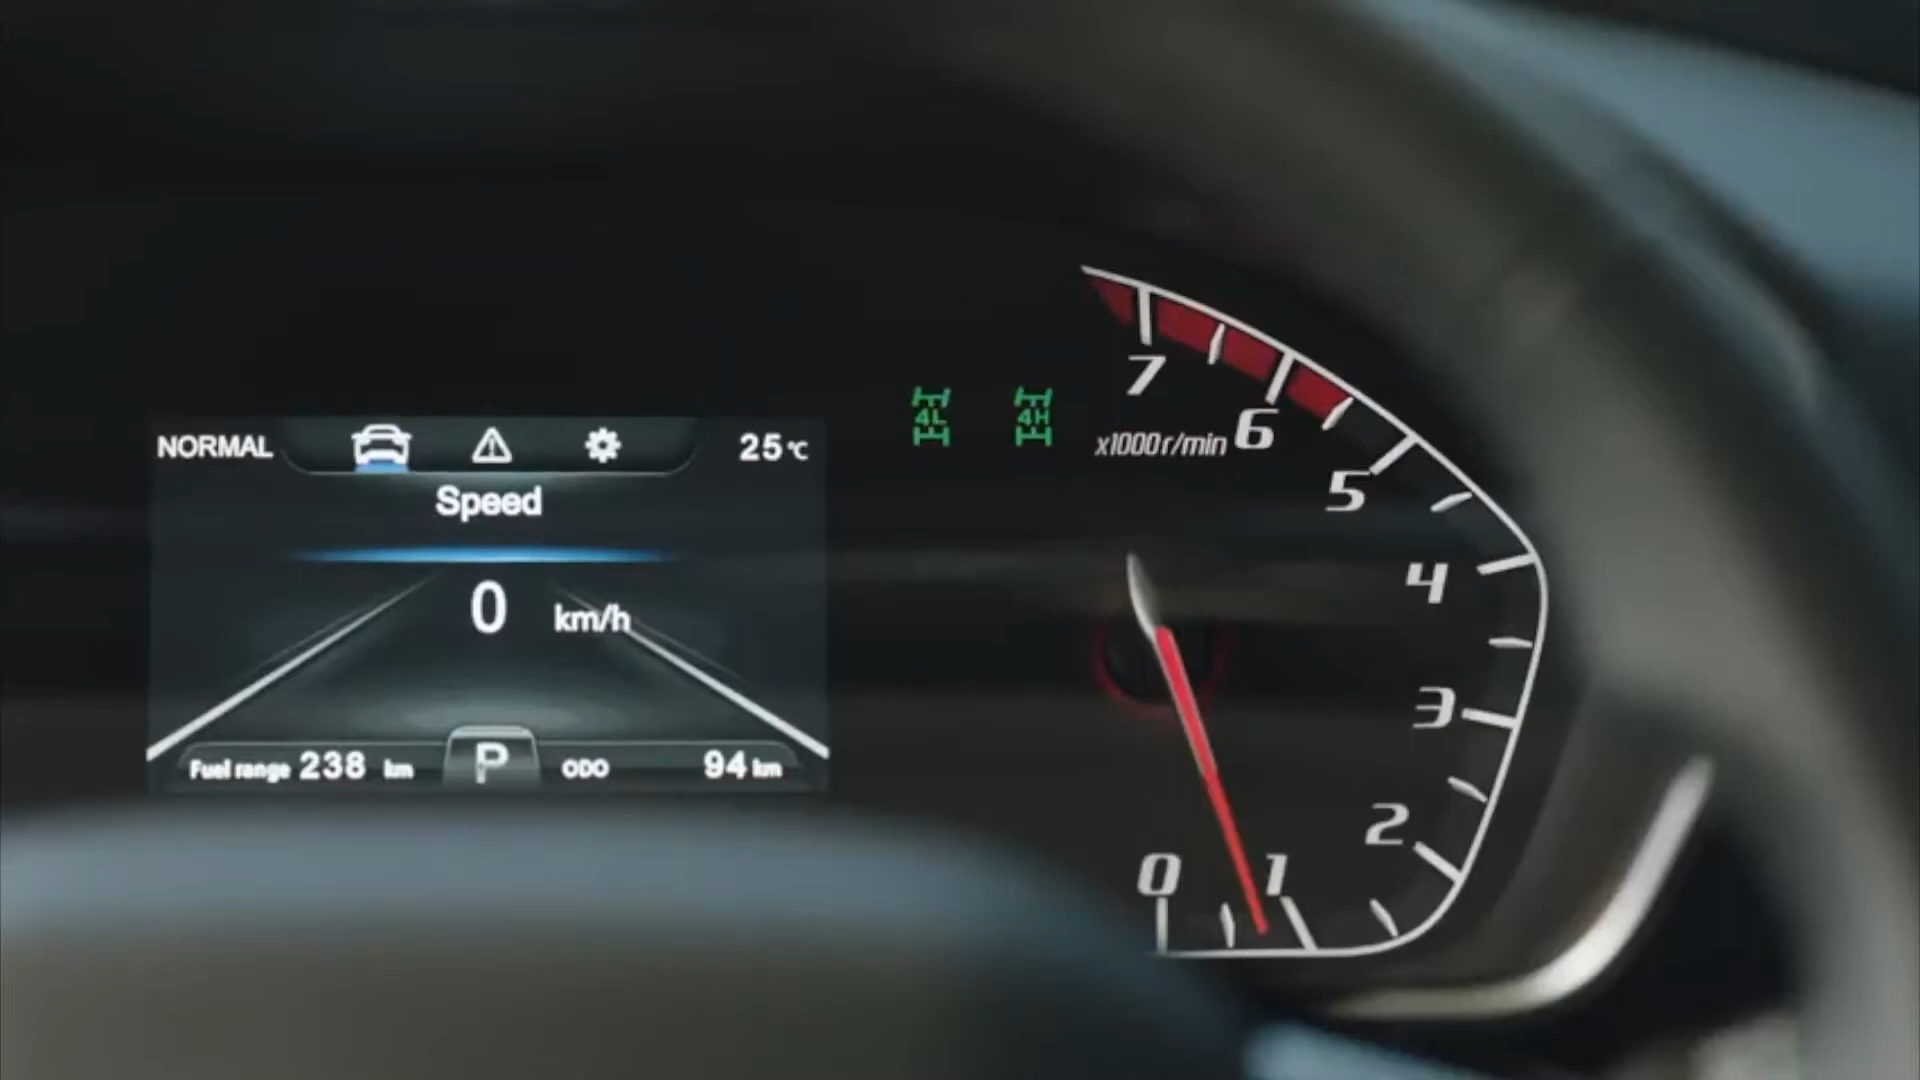 NORMAL
25℃
Speed
0 km/h
Fuel range 238 km
P
ODO 94 km
4L
4H
x1000r/min
7
6
5
4
3
2
1
0